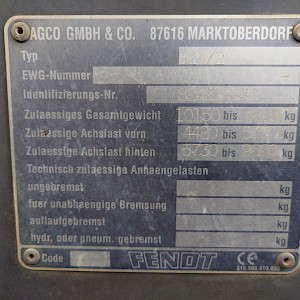 AGCO GMBH & CO. 87616 MARKTOBERDORF
Typ
EWG-Nummer
Identifizierungs-Nr.
Zulaessiges Gesamtgewicht 10150 bis kg
Zulaessige Achslast vorn 4420 bis kg
Zulaessige Achslast hinten 6730 bis kg
Technisch zulaessige Anhaengelasten
ungebremst kg
fuer unabhaengige Bremsung kg
auflaufgebremst kg
hydr. oder pneum. gebremst kg
Code FENDT CE